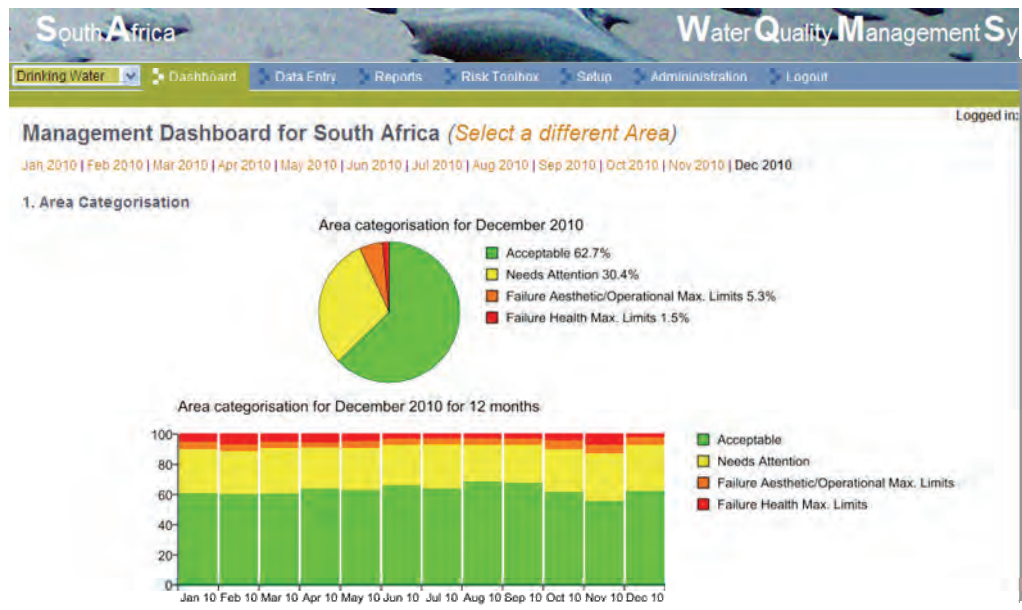 South Africa Water Quality Management Sy
Drinking Water Dashboard Data Entry Reports Risk Toolbox Setup Admininistration Logout
Logged in:
Management Dashboard for South Africa (Select a different Area)
Jan 2010 | Feb 2010 | Mar 2010 | Apr 2010 | May 2010 | Jun 2010 | Jul 2010 | Aug 2010 | Sep 2010 | Oct 2010 | Nov 2010 | Dec 2010
1. Area Categorisation
Area categorisation for December 2010
Acceptable 62.7%
Needs Attention 30.4%
Failure Aesthetic/Operational Max. Limits 5.3%
Failure Health Max. Limits 1.5%
Area categorisation for December 2010 for 12 months
100
80
60
40
20
0
Jan 10 Feb 10 Mar 10 Apr 10 May 10 Jun 10 Jul 10 Aug 10 Sep 10 Oct 10 Nov 10 Dec 10
Acceptable
Needs Attention
Failure Aesthetic/Operational Max. Limits
Failure Health Max. Limits